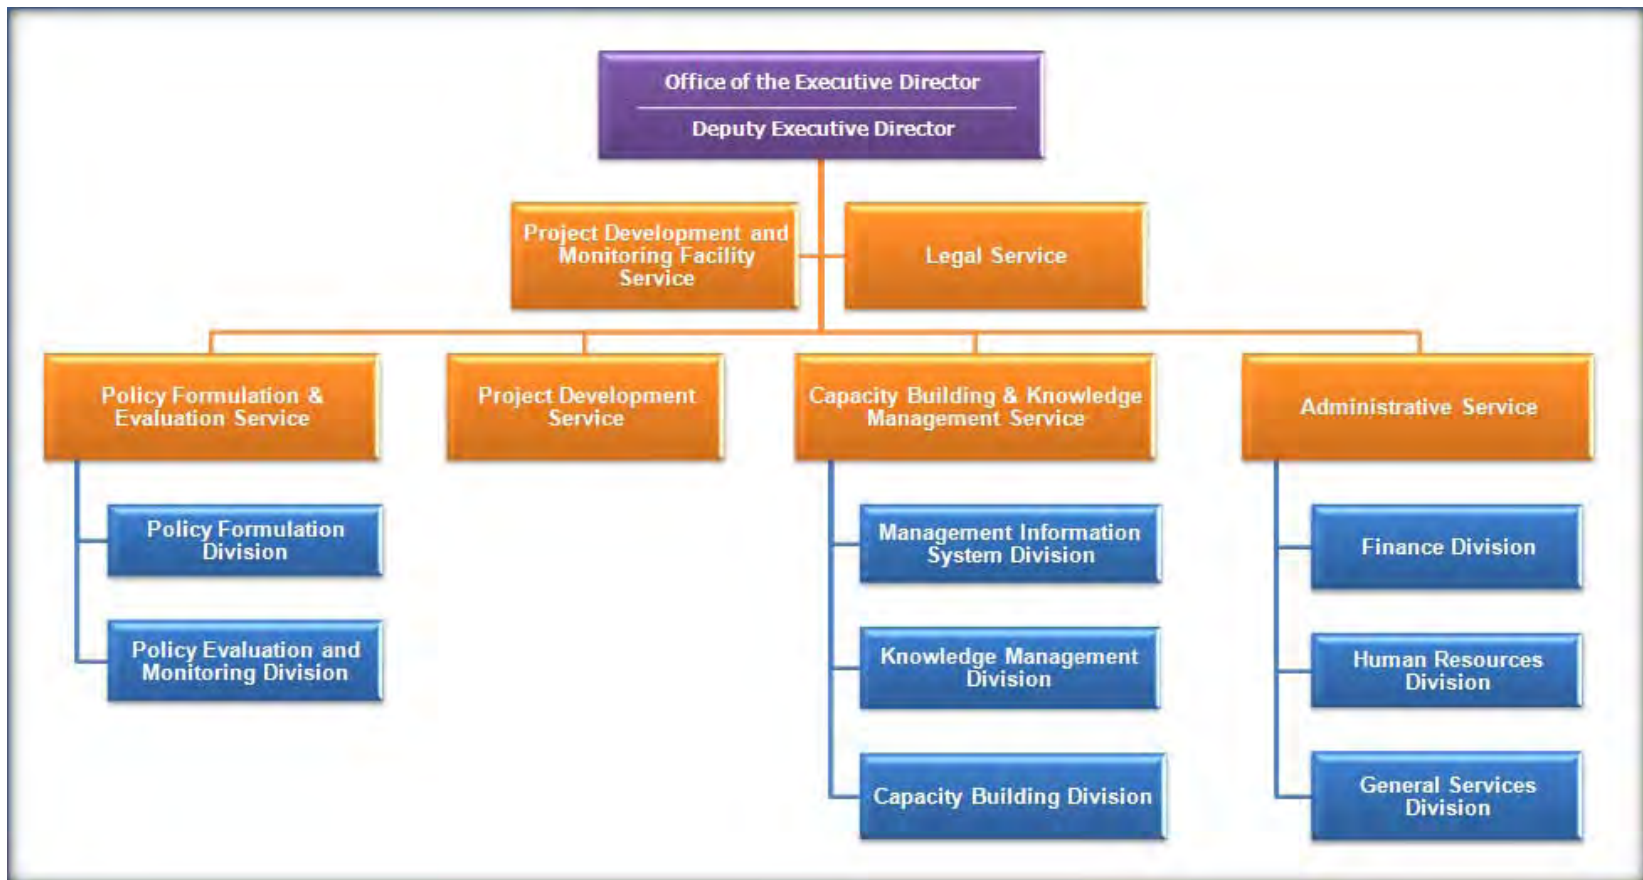 Office of the Executive Director
Deputy Executive Director
Project Development and
Monitoring Facility
Service
Legal Service
Policy Formulation &
Evaluation Service
Project Development
Service
Capacity Building & Knowledge
Management Service
Administrative Service
Policy Formulation
Division
Policy Evaluation and
Monitoring Division
Management Information
System Division
Knowledge Management
Division
Capacity Building Division
Finance Division
Human Resources
Division
General Services
Division